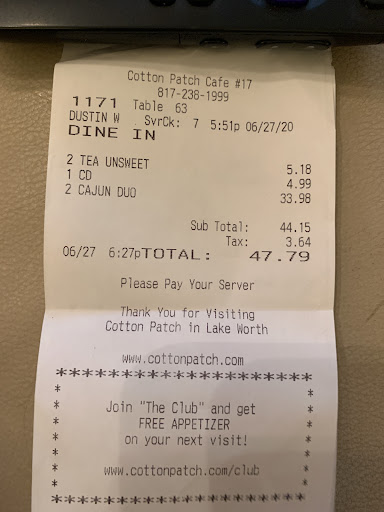 Cotton Patch Cafe #17
817-238-1999
1171 Table 63
DUSTIN W SvrCk: 7 5:51p 06/27/20
DINE IN
2 TEA UNSWEET 5.18
1 CD 4.99
2 CAJUN DUO 33.98
Sub Total: 44.15
Tax: 3.64
06/27 6:27pTOTAL: 47.79
Please Pay Your Server
Thank You for Visiting
Cotton Patch in Lake Worth
www.cottonpatch.com
********************
* *
* Join "The Club" and get *
* FREE APPETIZER *
* on your next visit! *
* *
* www.cottonpatch.com/club *
* *
********************